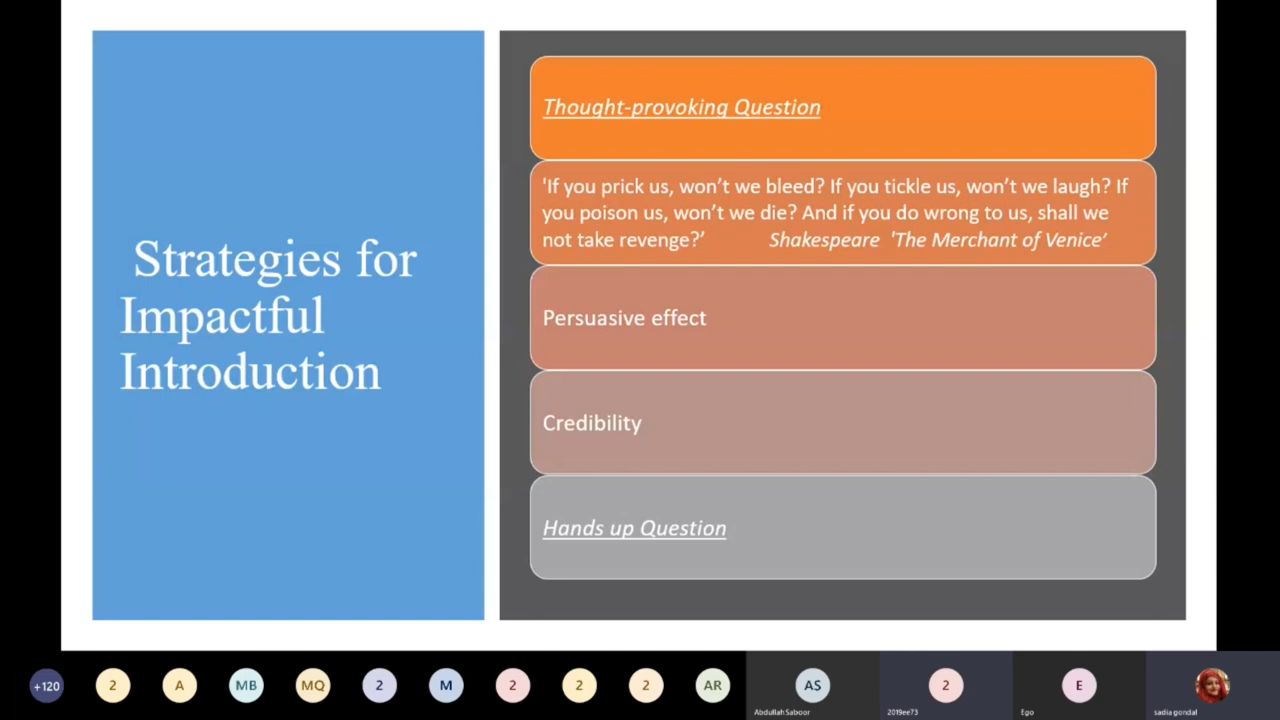 Strategies for
Impactful
Introduction
Thought-provoking Question
'If you prick us, won’t we bleed? If you tickle us, won’t we laugh? If
you poison us, won’t we die? And if you do wrong to us, shall we
not take revenge?’ Shakespeare 'The Merchant of Venice’
Persuasive effect
Credibility
Hands up Question
+120 2 A MB MQ 2 M 2 2 2 AR AS 2 E
Abdullah Saboor 2019ee73 Ego sadia gondal